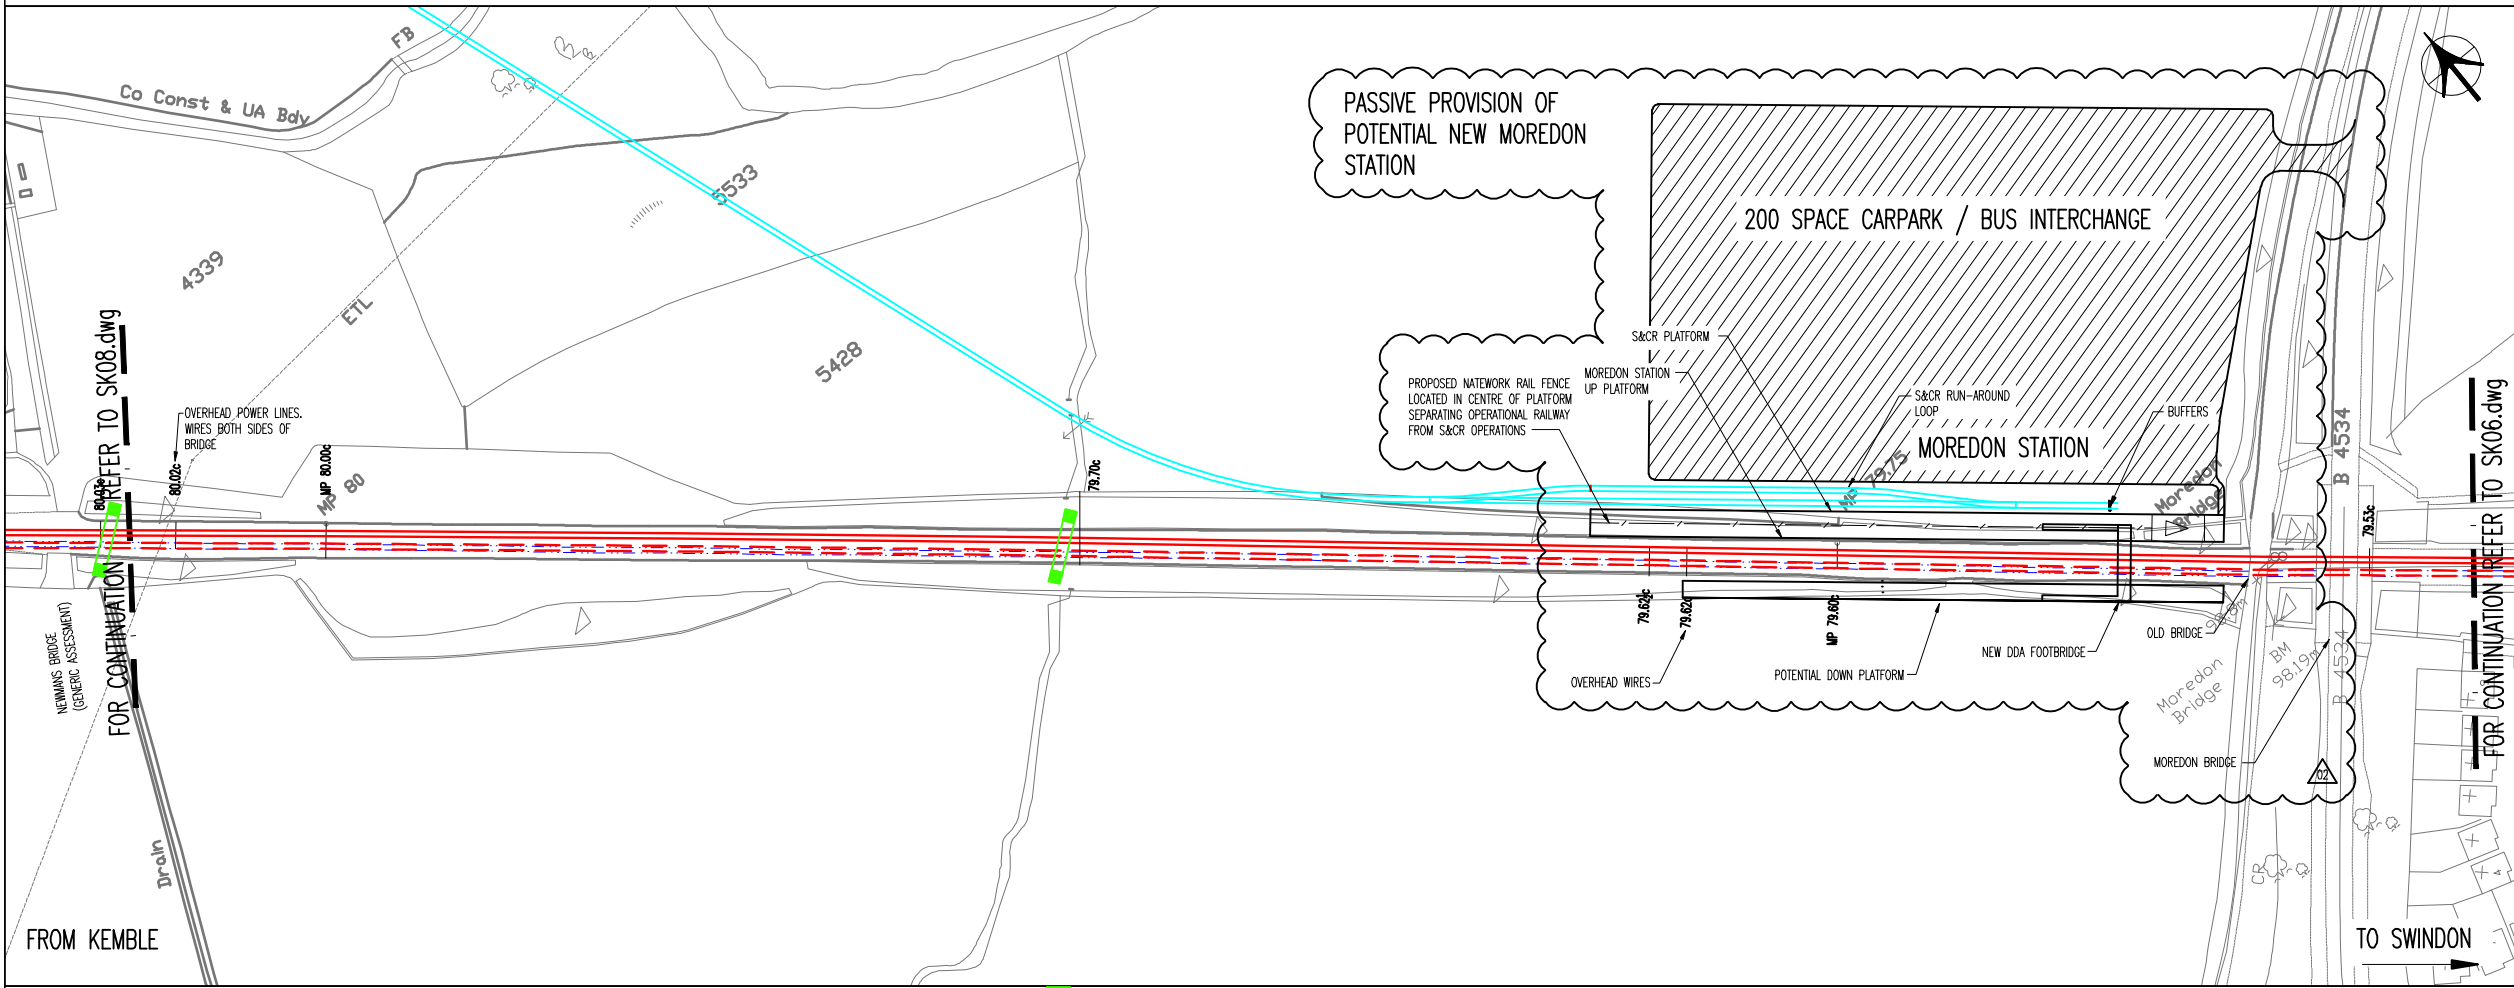 FB
Co Const & UA Bdy
PASSIVE PROVISION OF
POTENTIAL NEW MOREDON
STATION
5533
200 SPACE CARPARK / BUS INTERCHANGE
4339
ETL
5428
S&CR PLATFORM
MOREDON STATION
UP PLATFORM
PROPOSED NATEWORK RAIL FENCE
LOCATED IN CENTRE OF PLATFORM
SEPARATING OPERATIONAL RAILWAY
FROM S&CR OPERATIONS
S&CR RUN-AROUND
LOOP
BUFFERS
MOREDON STATION
OVERHEAD POWER LINES.
WIRES BOTH SIDES OF
BRIDGE
FOR CONTINUATION REFER TO SK08.dwg
80.03c
80.02c
MP 80.00c
MP 80
79.70c
MP 79.75
Moredon
Bridge
B 4534
79.53c
FOR CONTINUATION REFER TO SK06.dwg
NEWMANS BRIDGE
(GENERIC ASSESSMENT)
79.62½c
79.62c
MP 79.60c
OVERHEAD WIRES
POTENTIAL DOWN PLATFORM
NEW DDA FOOTBRIDGE
OLD BRIDGE
BM
98.19m
B 4534
Moredon
Bridge
MOREDON BRIDGE
02
Drain
CR
FROM KEMBLE
TO SWINDON